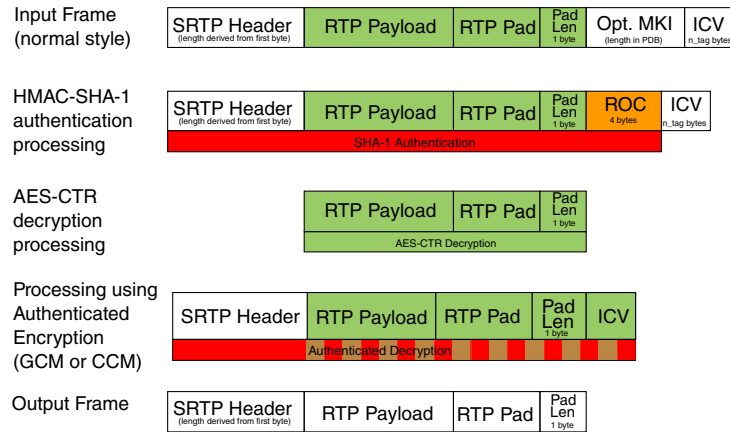 Input Frame
(normal style)
SRTP Header
(length derived from first byte)
RTP Payload
RTP Pad
Pad
Len
1 byte
Opt. MKI
(length in PDB)
ICV
n_tag bytes
HMAC-SHA-1
authentication
processing
SRTP Header
(length derived from first byte)
RTP Payload
RTP Pad
Pad
Len
1 byte
ROC
4 bytes
ICV
n_tag bytes
SHA-1 Authentication
AES-CTR
decryption
processing
RTP Payload
RTP Pad
Pad
Len
1 byte
AES-CTR Decryption
Processing using
Authenticated
Encryption
(GCM or CCM)
SRTP Header
RTP Payload
RTP Pad
Pad
Len
1 byte
ICV
Authenticated Decryption
Output Frame
SRTP Header
(length derived from first byte)
RTP Payload
RTP Pad
Pad
Len
1 byte